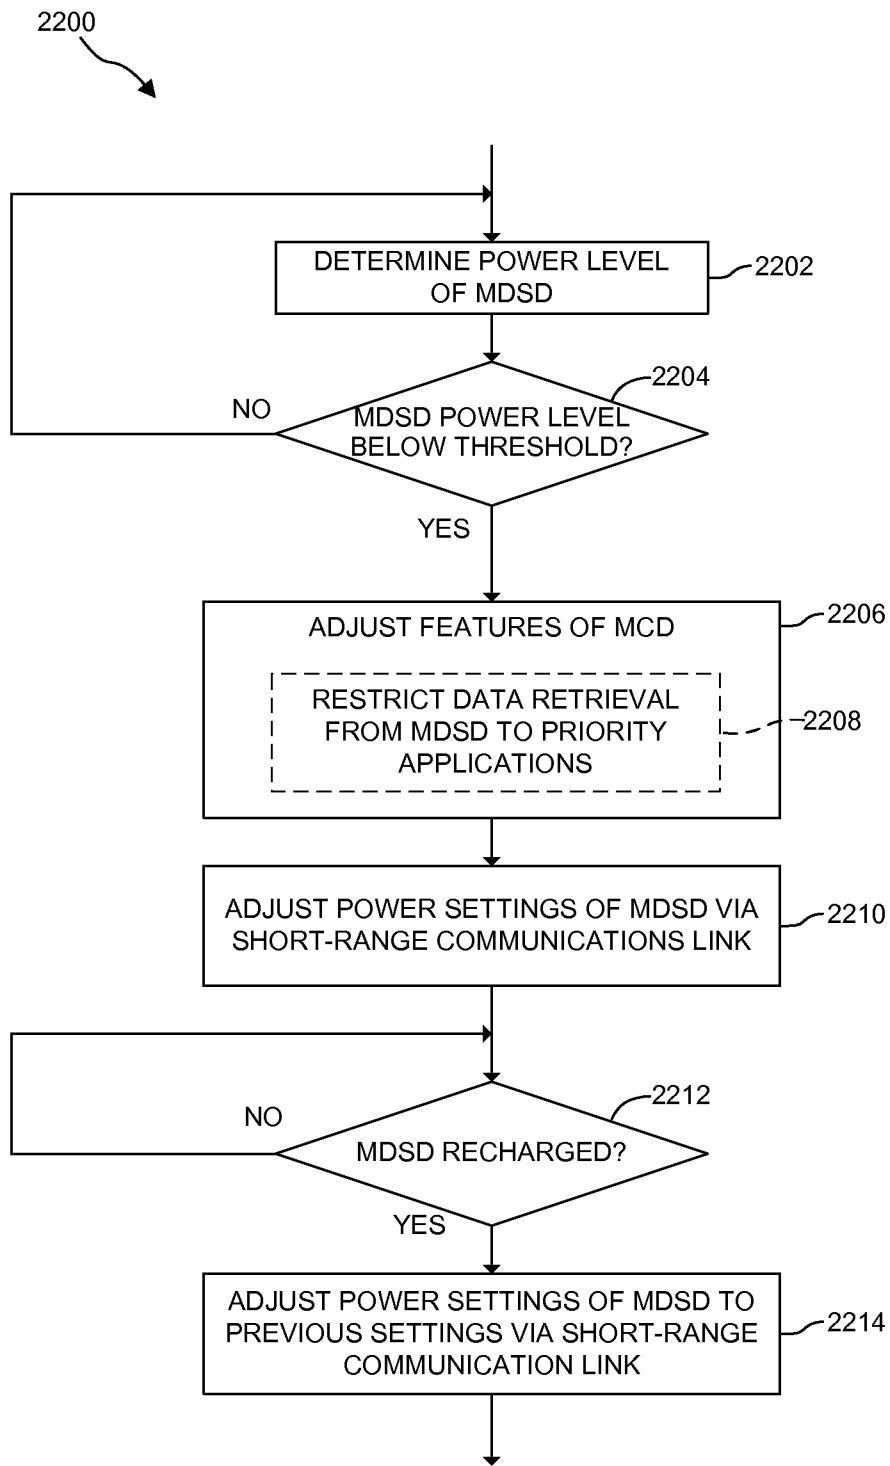 2200
DETERMINE POWER LEVEL
OF MDSD
2202
2204
MDSD POWER LEVEL
BELOW THRESHOLD?
NO
YES
2206
ADJUST FEATURES OF MCD
RESTRICT DATA RETRIEVAL
FROM MDSD TO PRIORITY
APPLICATIONS
2208
ADJUST POWER SETTINGS OF MDSD VIA
SHORT-RANGE COMMUNICATIONS LINK
2210
2212
NO
MDSD RECHARGED?
YES
ADJUST POWER SETTINGS OF MDSD TO
PREVIOUS SETTINGS VIA SHORT-RANGE
COMMUNICATION LINK
2214